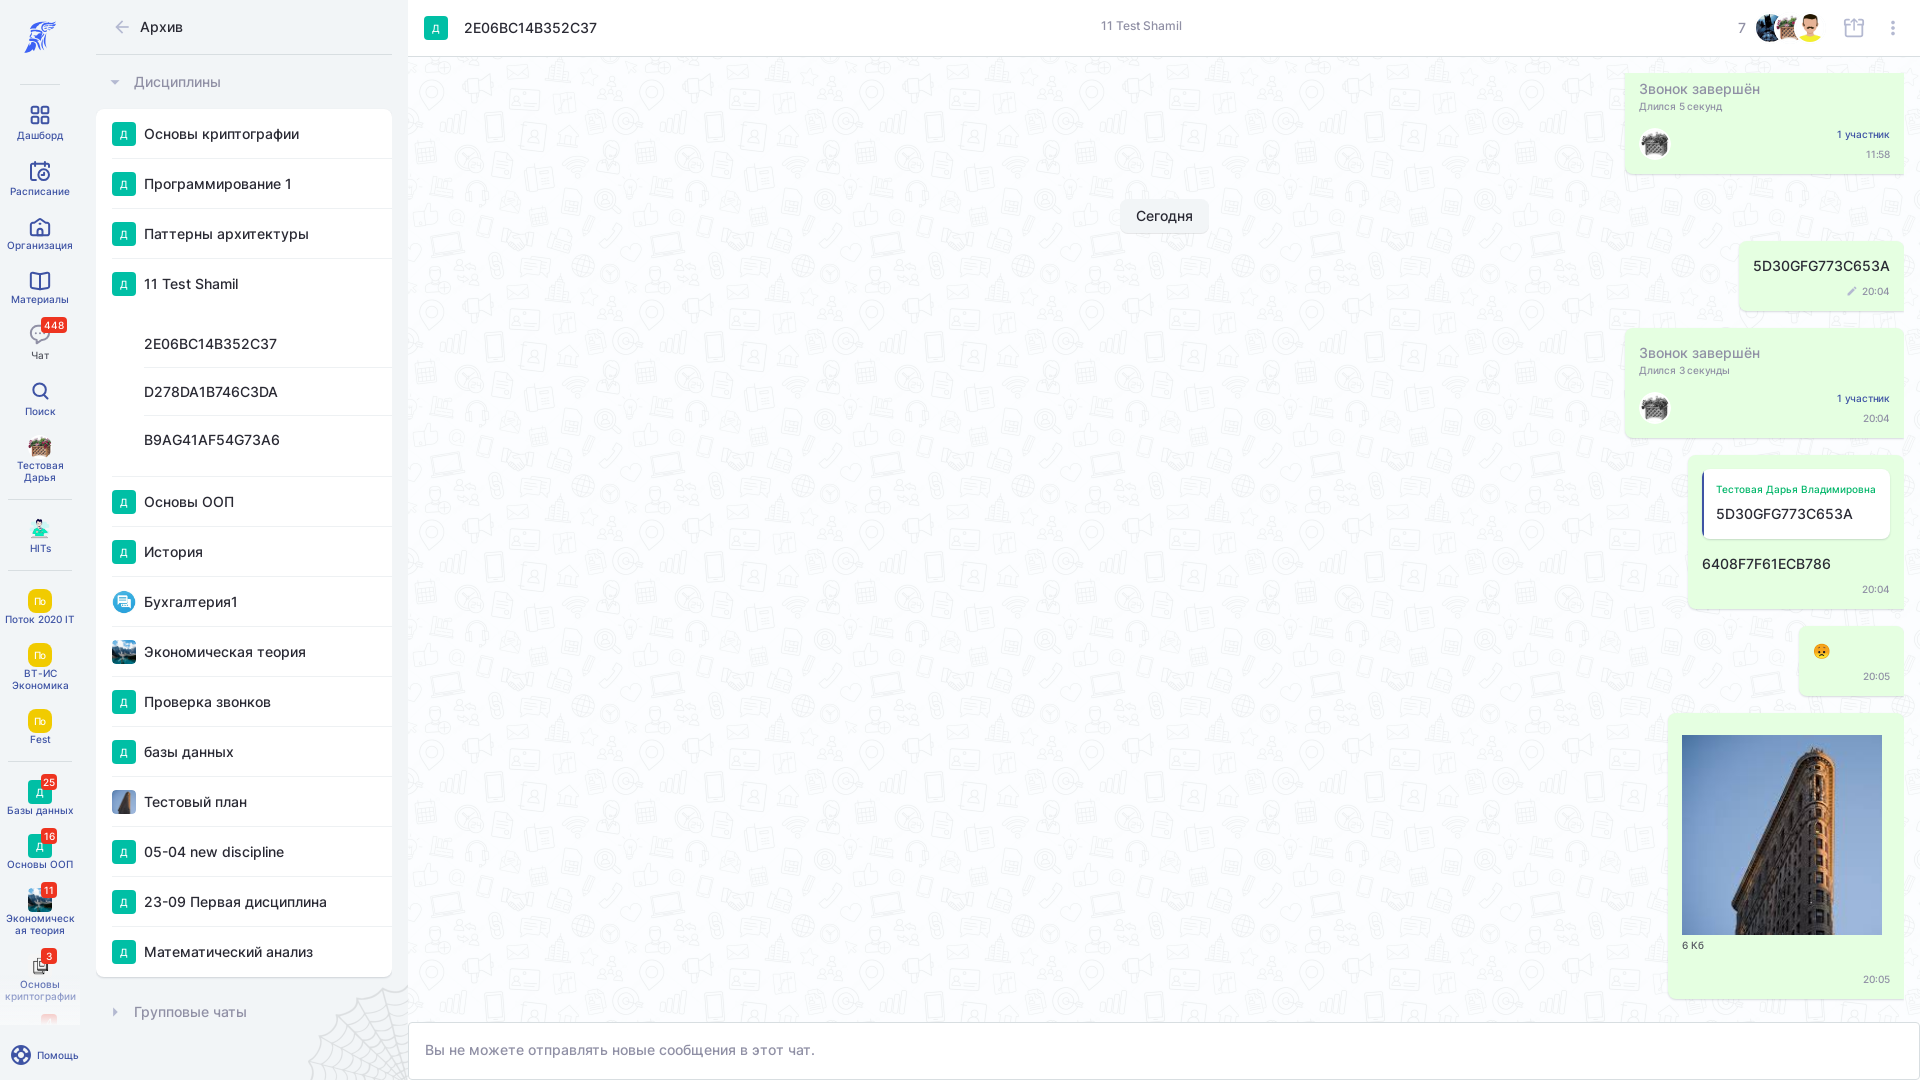 Дашборд
Расписание
Организация
Материалы
448
Чат
Поиск
Тестовая
Дарья
HITs
По
Поток 2020 IT
По
ВТ-ИС
Экономика
По
Fest
25
Д
Базы данных
16
Д
Основы ООП
11
Экономическ
ая теория
3
Основы
криптографии
Помощь
Архив
Дисциплины
Д Основы криптографии
Д Программирование 1
Д Паттерны архитектуры
Д 11 Test Shamil
2E06BC14B352C37
D278DA1B746C3DA
B9AG41AF54G73A6
Д Основы ООП
Д История
Бухгалтерия1
Экономическая теория
Д Проверка звонков
Д базы данных
Тестовый план
Д 05-04 new discipline
Д 23-09 Первая дисциплина
Д Математический анализ
Групповые чаты
Д 2E06BC14B352C37
11 Test Shamil
7
Звонок завершён
Длился 5 секунд
1 участник
11:58
Сегодня
5D30GFG773C653A
20:04
Звонок завершён
Длился 3 секунды
1 участник
20:04
Тестовая Дарья Владимировна
5D30GFG773C653A
6408F7F61ECB786
20:04
20:05
6 Кб
20:05
Вы не можете отправлять новые сообщения в этот чат.